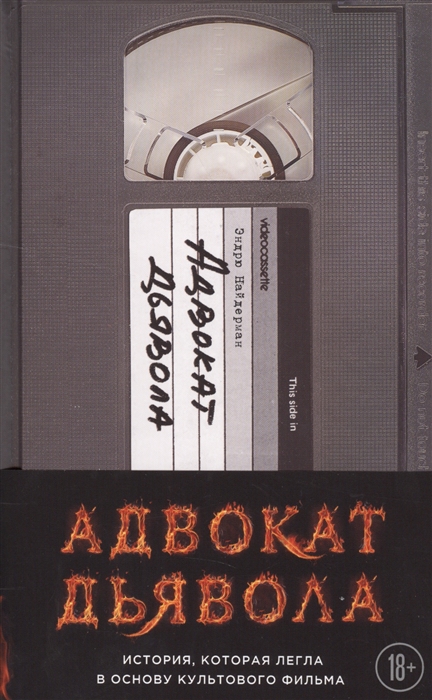 videocassette
Эндрю Найдерман
Адвокат
Дьявола
This side in
АДВОКАТ
ДЬЯВОЛА
ИСТОРИЯ, КОТОРАЯ ЛЕГЛА
В ОСНОВУ КУЛЬТОВОГО ФИЛЬМА
18+